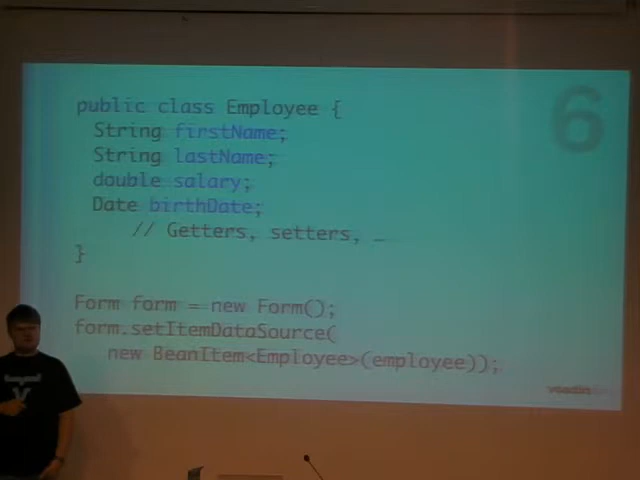 6
public class Employee {
String firstName;
String lastName;
double salary;
Date birthDate;
// Getters, setters, …
}
Form form = new Form();
form.setItemDataSource(
new BeanItem<Employee>(employee));
vaadin